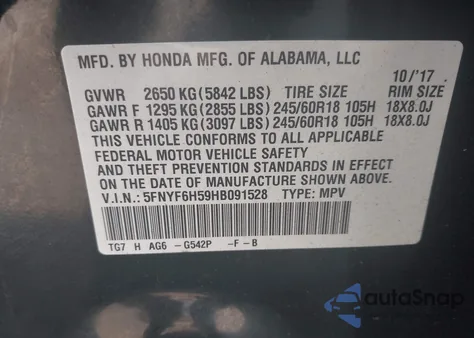 MFD. BY HONDA MFG. OF ALABAMA, LLC
10/'17
GVWR 2650 KG (5842 LBS) TIRE SIZE RIM SIZE
GAWR F 1295 KG (2855 LBS) 245/60R18 105H 18X8.0J
GAWR R 1405 KG (3097 LBS) 245/60R18 105H 18X8.0J
THIS VEHICLE CONFORMS TO ALL APPLICABLE
FEDERAL MOTOR VEHICLE SAFETY
AND THEFT PREVENTION STANDARDS IN EFFECT
ON THE DATE OF MANUFACTURE SHOWN ABOVE.
V.I.N.: 5FNYF6H59HB091528 TYPE: MPV
TG7 H AG6 -G542P -F-B
autoSnap